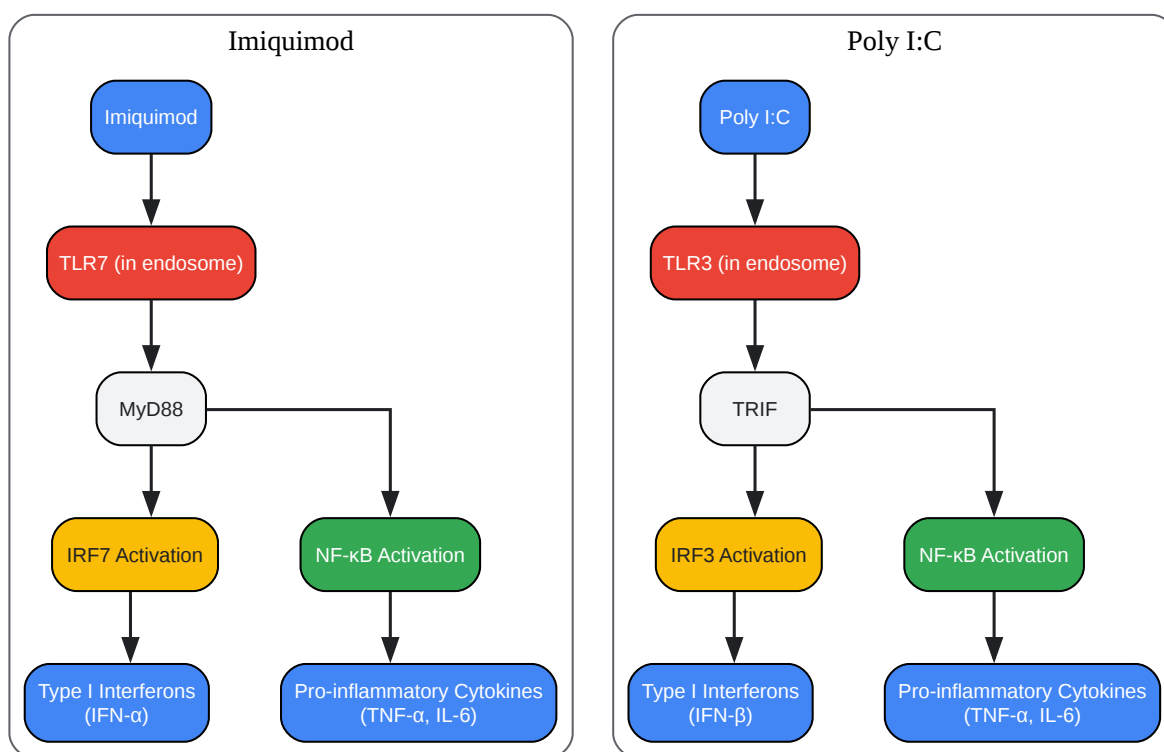 Imiquimod
Imiquimod
TLR7 (in endosome)
MyD88
IRF7 Activation
NF-κB Activation
Type I Interferons
(IFN-α)
Pro-inflammatory Cytokines
(TNF-α, IL-6)
Poly I:C
Poly I:C
TLR3 (in endosome)
TRIF
IRF3 Activation
NF-κB Activation
Type I Interferons
(IFN-β)
Pro-inflammatory Cytokines
(TNF-α, IL-6)